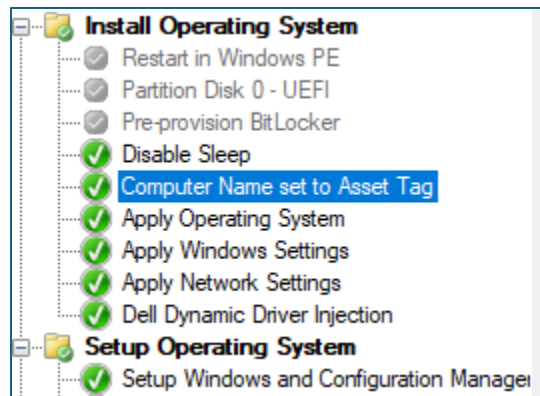 Install Operating System
Restart in Windows PE
Partition Disk 0 - UEFI
Pre-provision BitLocker
Disable Sleep
Computer Name set to Asset Tag
Apply Operating System
Apply Windows Settings
Apply Network Settings
Dell Dynamic Driver Injection
Setup Operating System
Setup Windows and Configuration Manager